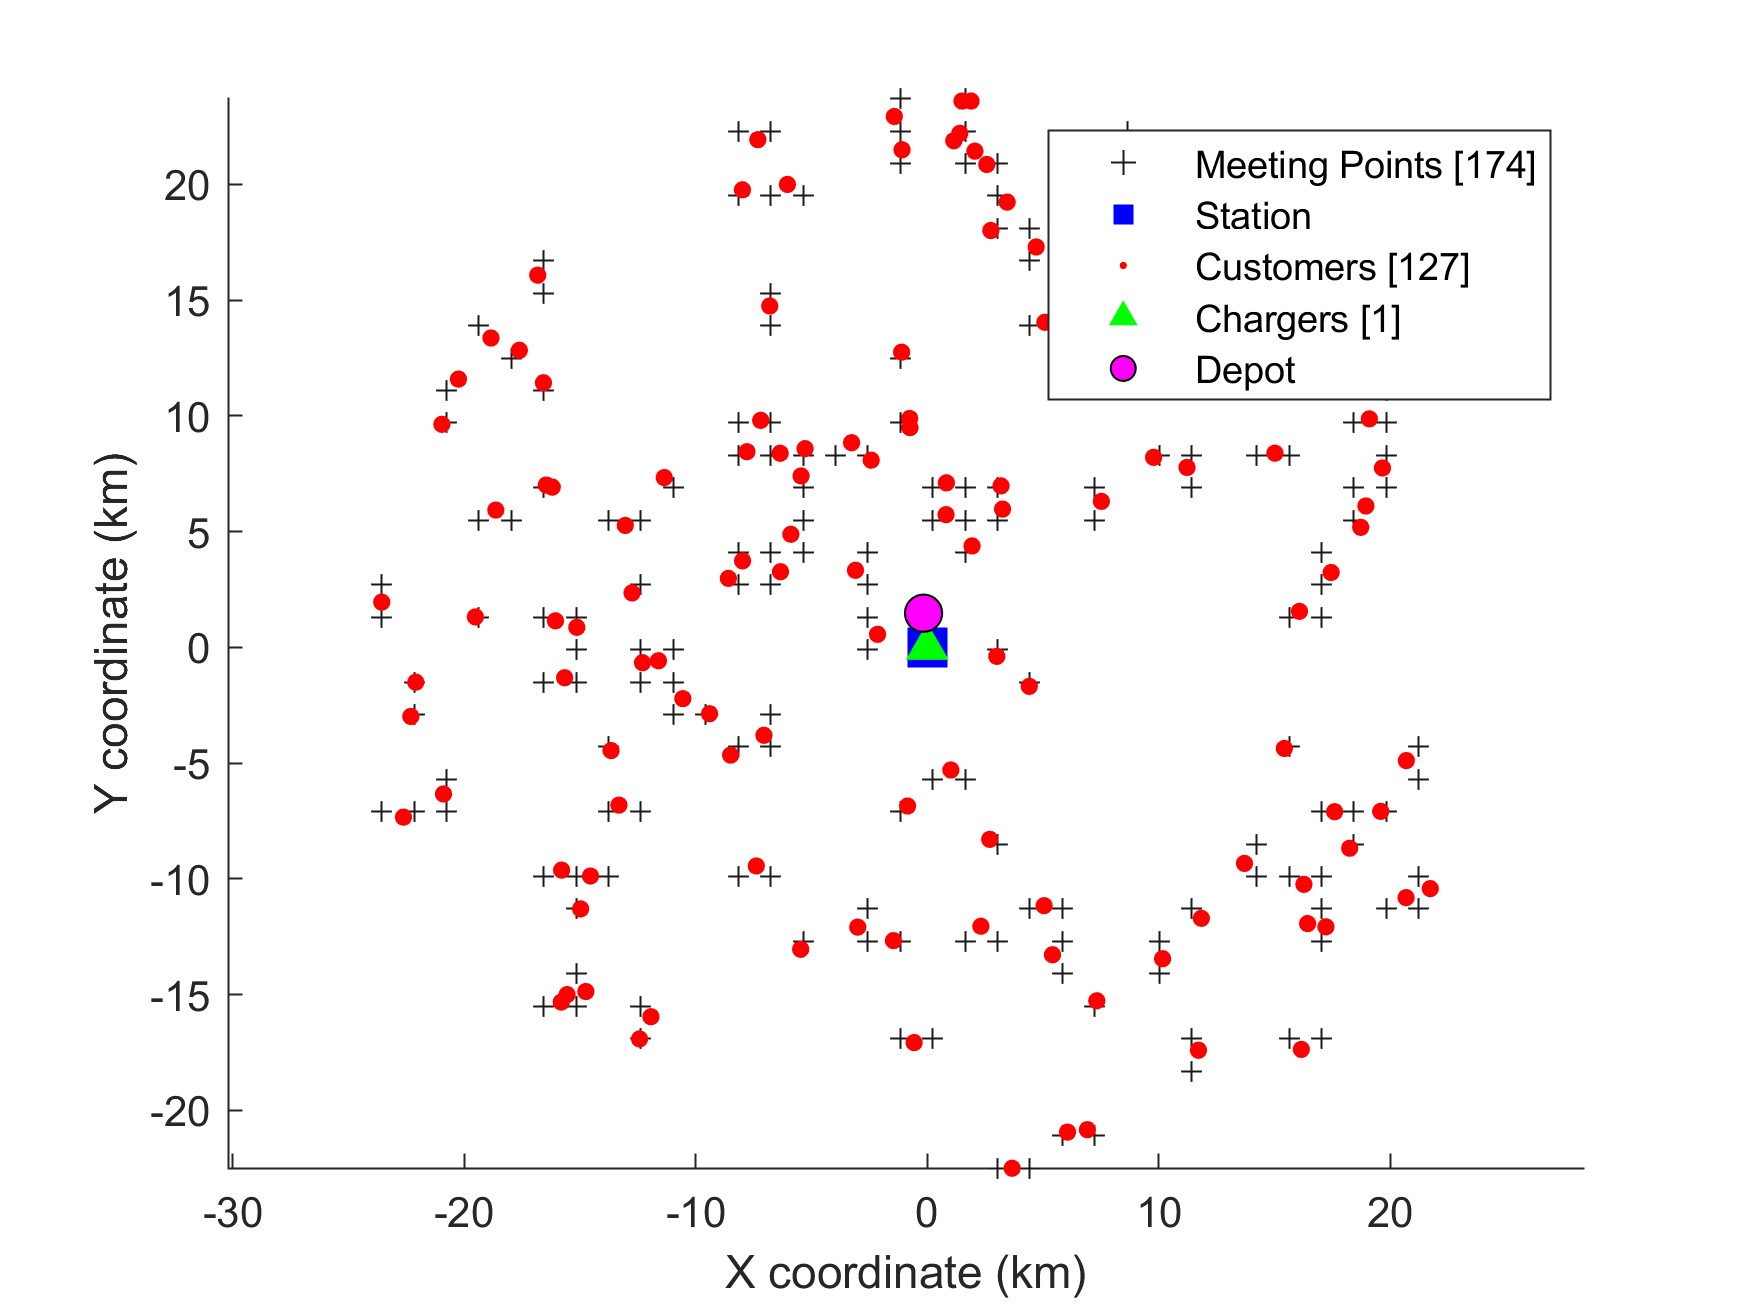 Meeting Points [174]
Station
Customers [127]
Chargers [1]
Depot
20
15
10
5
0
-5
-10
-15
-20
Y coordinate (km)
-30 -20 -10 0 10 20
X coordinate (km)